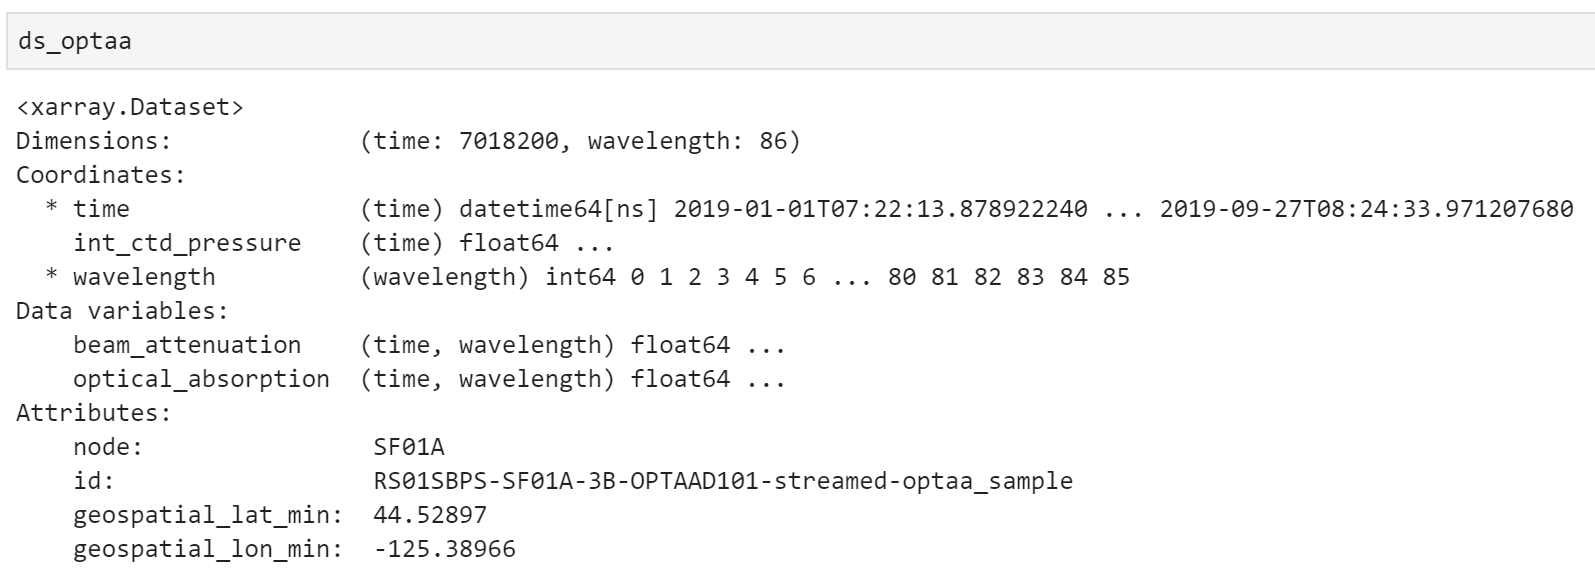 ds_optaa
<xarray.Dataset>
Dimensions:             (time: 7018200, wavelength: 86)
Coordinates:
  * time                (time) datetime64[ns] 2019-01-01T07:22:13.878922240 ... 2019-09-27T08:24:33.971207680
    int_ctd_pressure    (time) float64 ...
  * wavelength          (wavelength) int64 0 1 2 3 4 5 6 ... 80 81 82 83 84 85
Data variables:
    beam_attenuation    (time, wavelength) float64 ...
    optical_absorption  (time, wavelength) float64 ...
Attributes:
    node:                SF01A
    id:                  RS01SBPS-SF01A-3B-OPTAAD101-streamed-optaa_sample
    geospatial_lat_min:  44.52897
    geospatial_lon_min:  -125.38966